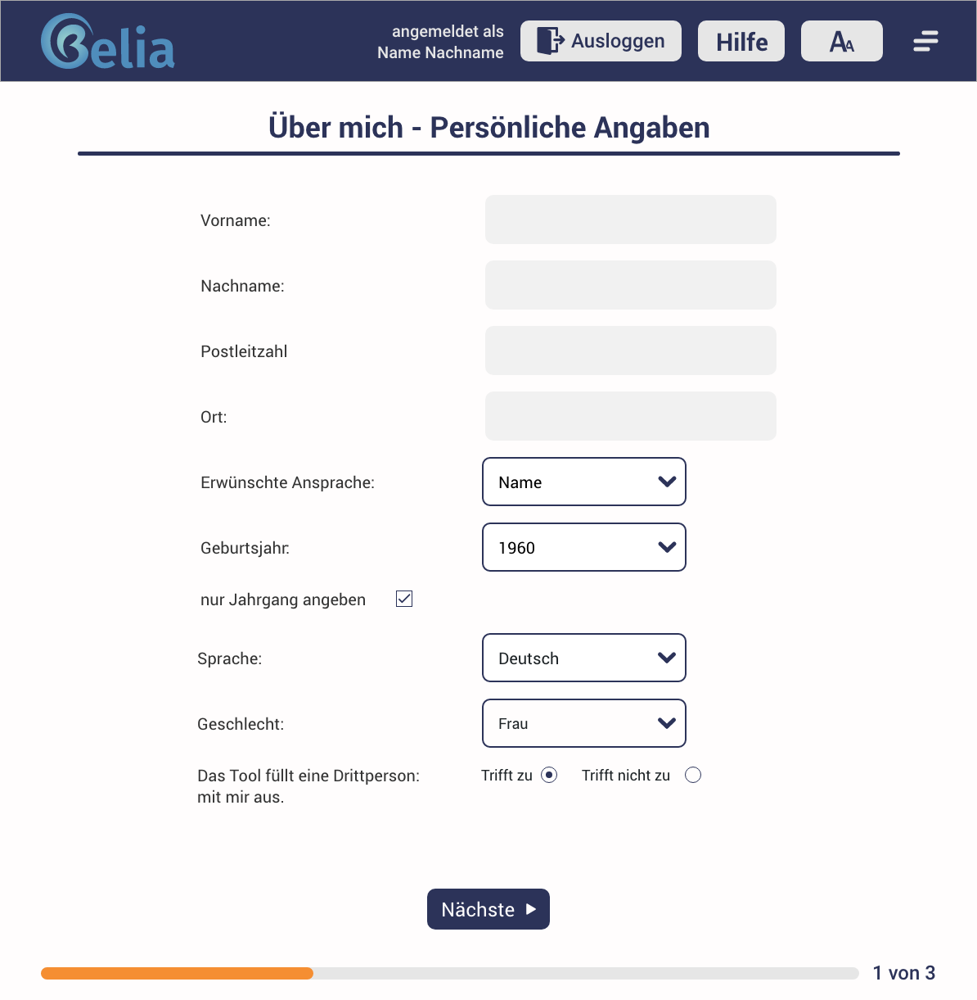 Belia
angemeldet als
Name Nachname
Ausloggen
Hilfe
AA
Über mich - Persönliche Angaben
Vorname:
Nachname:
Postleitzahl
Ort:
Erwünschte Ansprache:
Name
Geburtsjahr:
1960
nur Jahrgang angeben
Sprache:
Deutsch
Geschlecht:
Frau
Das Tool füllt eine Drittperson:
mit mir aus.
Trifft zu
Trifft nicht zu
Nächste
1 von 3